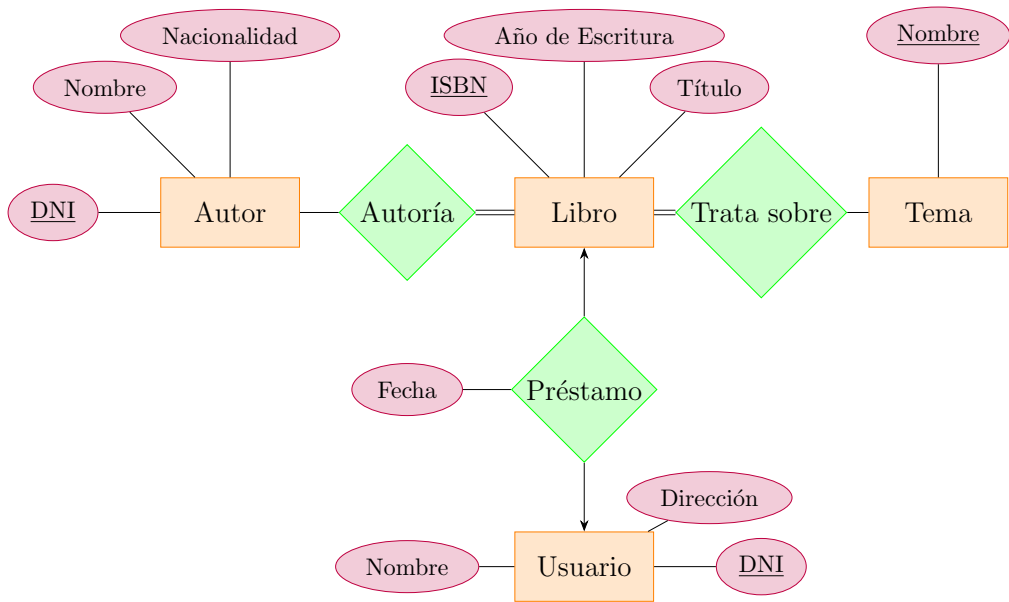 Nacionalidad
Año de Escritura
Nombre
Nombre
ISBN
Título
DNI
Autor
Autoría
Libro
Trata sobre
Tema
Fecha
Préstamo
Dirección
Nombre
Usuario
DNI